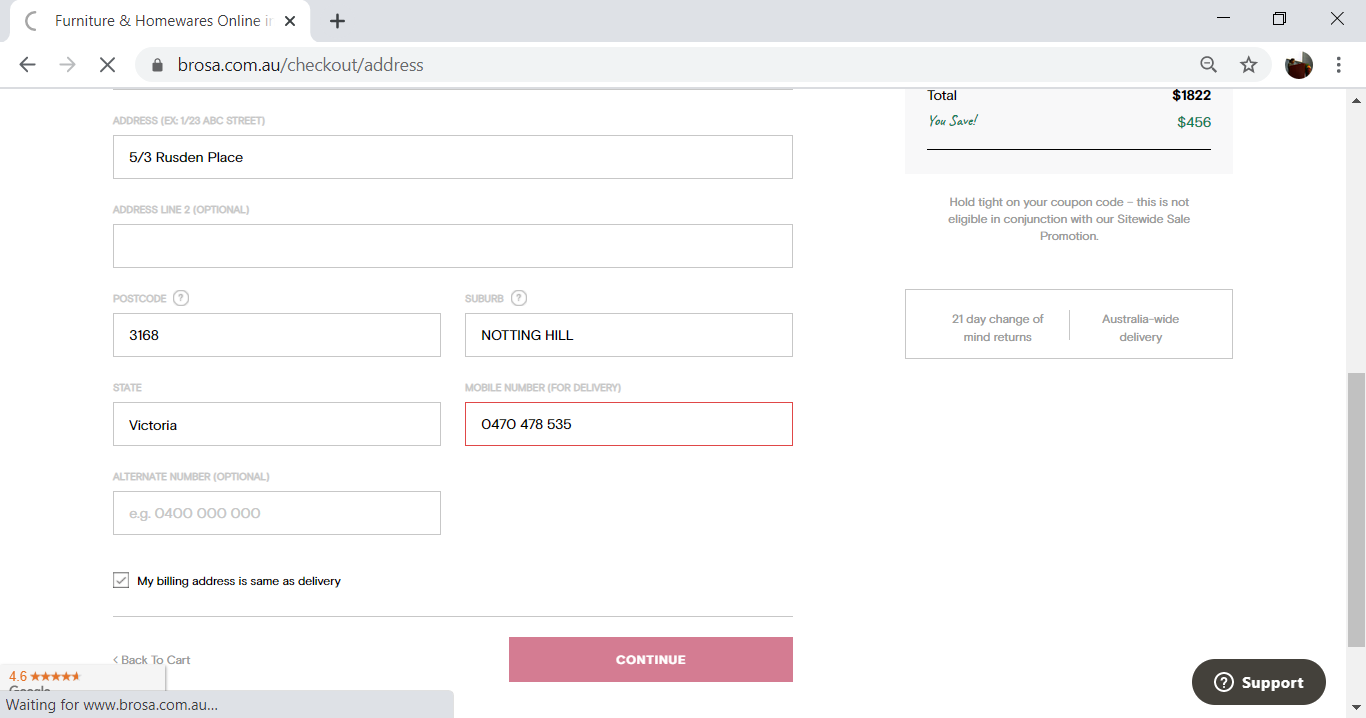 Furniture & Homewares Online in
brosa.com.au/checkout/address
Total $1822
You Save! $456
ADDRESS (EX: 1/23 ABC STREET)
5/3 Rusden Place
ADDRESS LINE 2 (OPTIONAL)
Hold tight on your coupon code – this is not
eligible in conjunction with our Sitewide Sale
Promotion.
POSTCODE ? SUBURB ?
3168 NOTTING HILL
21 day change of
mind returns
Australia-wide
delivery
STATE MOBILE NUMBER (FOR DELIVERY)
Victoria 0470 478 535
ALTERNATE NUMBER (OPTIONAL)
e.g. 0400 000 000
My billing address is same as delivery
< Back To Cart CONTINUE
4.6 ★★★★★
Google
Waiting for www.brosa.com.au...
? Support